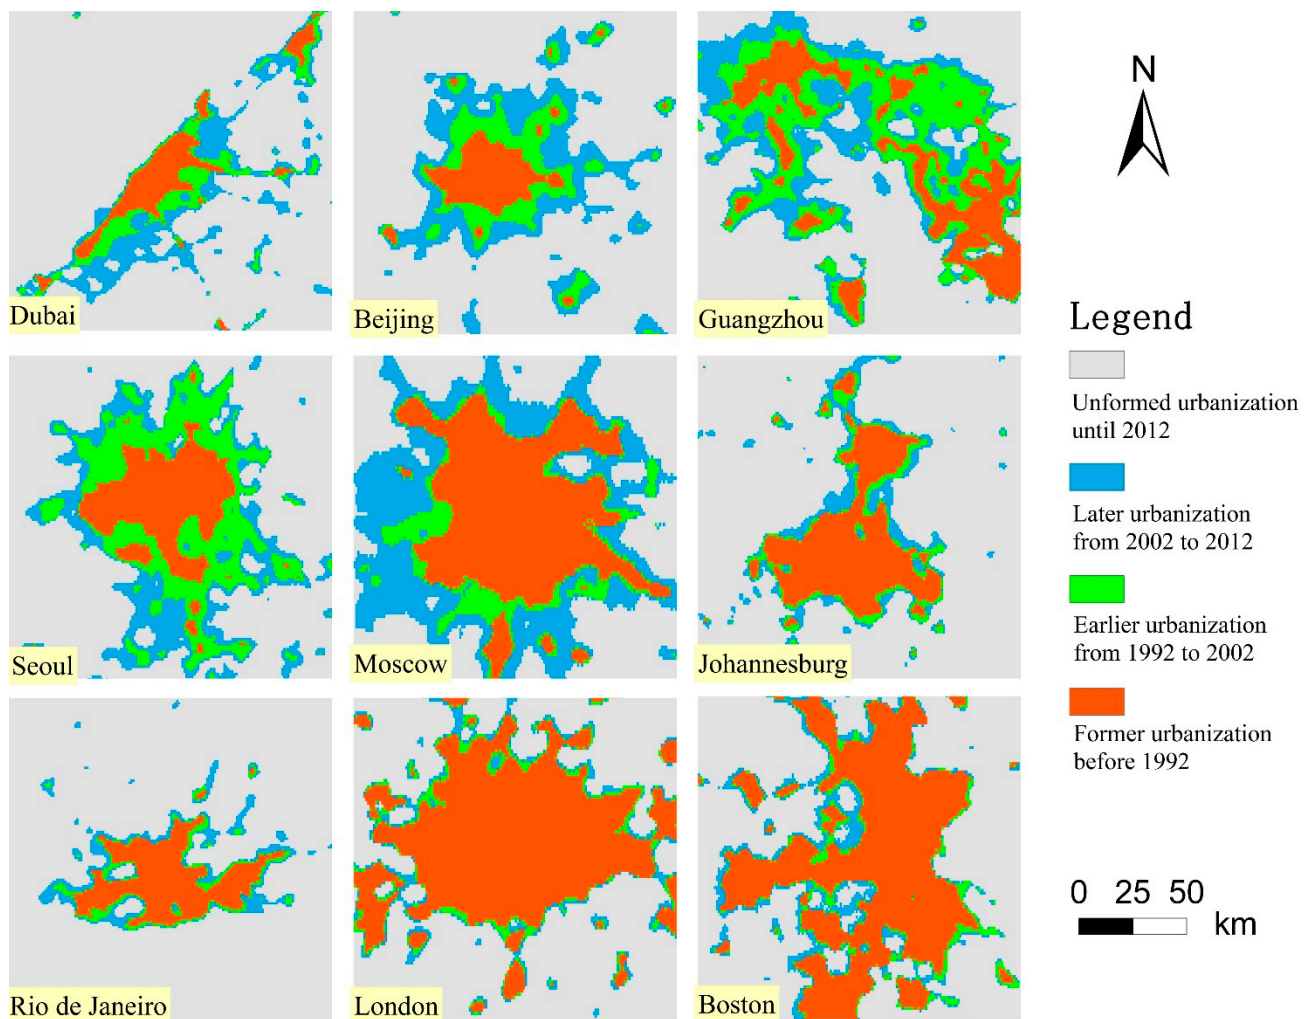 N
Dubai
Beijing
Guangzhou
Legend
Unformed urbanization
until 2012
Later urbanization
from 2002 to 2012
Seoul
Moscow
Johannesburg
Earlier urbanization
from 1992 to 2002
Former urbanization
before 1992
0 25 50
km
Rio de Janeiro
London
Boston